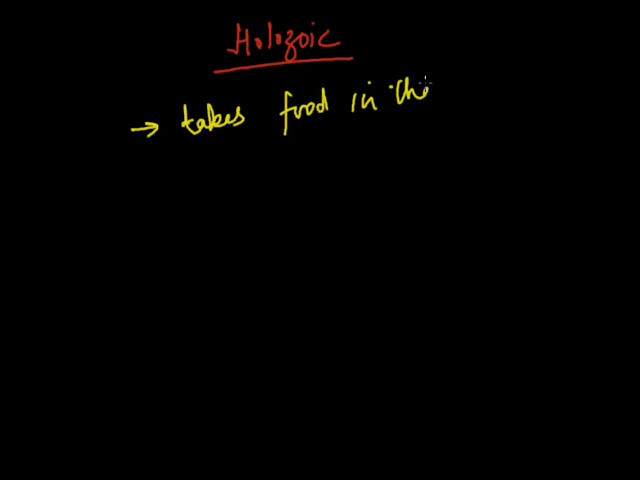 Holozoic
→ takes food in the